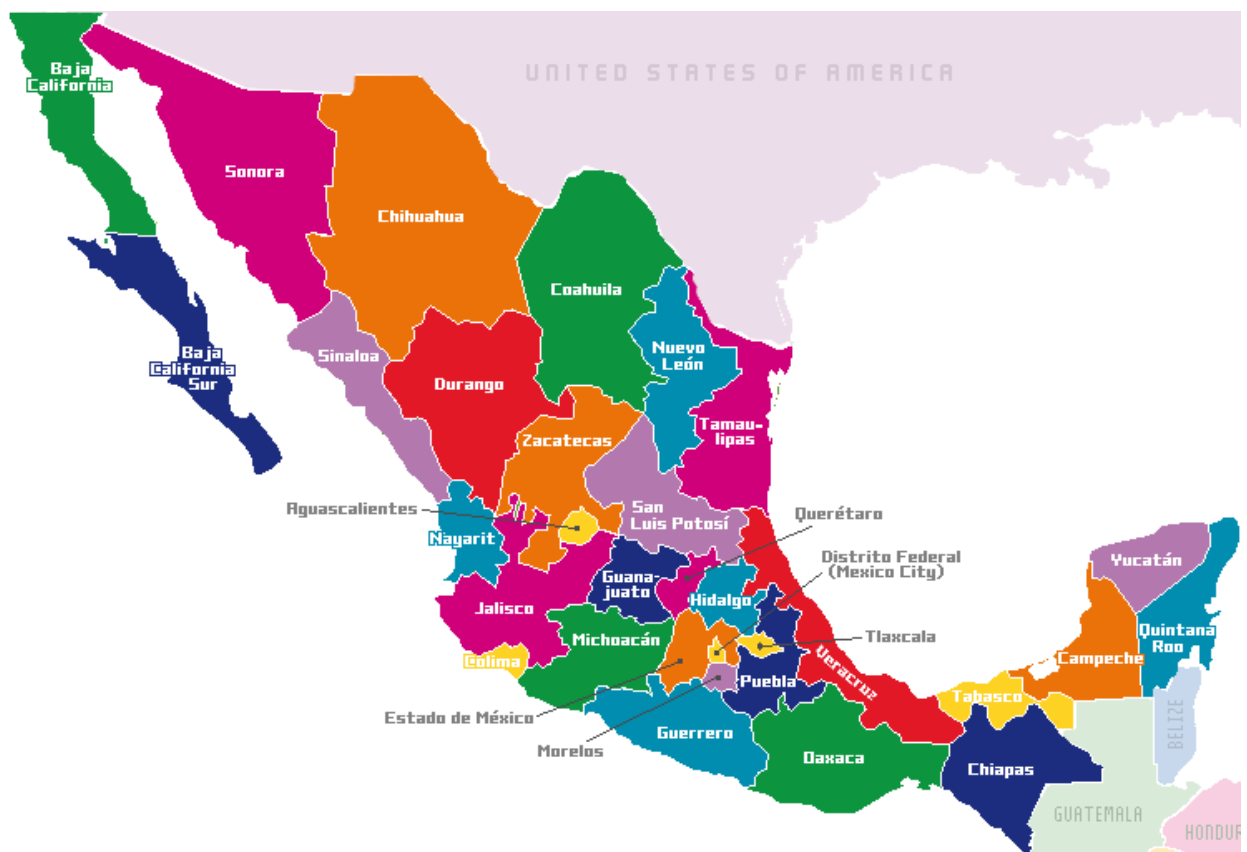 UNITED STATES OF AMERICA
Baja
California
Sonora
Chihuahua
Coahuila
Baja
California
Sur
Sinaloa
Durango
Nuevo
León
Tamau-
lipas
Zacatecas
Aguascalientes
San
Luis Potosí
Querétaro
Nayarit
Distrito Federal
(Mexico City)
Yucatán
Guana-
juato
Hidalgo
Jalisco
Michoacán
Tlaxcala
Quintana
Roo
Campeche
Colima
Puebla
Veracruz
Tabasco
Estado de México
Guerrero
Morelos
Oaxaca
Chiapas
BELIZE
GUATEMALA
HONDUR